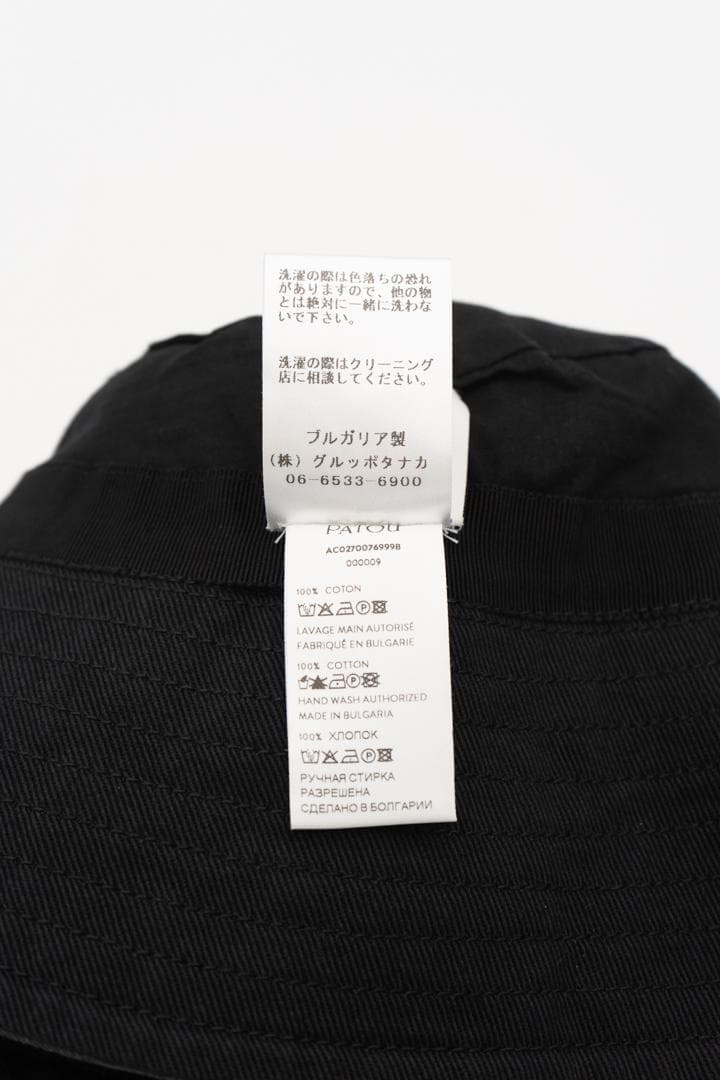 洗濯の際は色落ちの恐れ
がありますので、他の物
とは絶対に一緒に洗わな
いで下さい。
洗濯の際はクリーニング
店に相談してください。
ブルガリア製
(株) グルッポタナカ
06-6533-6900
PATOU
AC0270076999B
000009
100% COTON
LAVAGE MAIN AUTORISÉ
FABRIQUÉ EN BULGARIE
100% COTTON
HAND WASH AUTHORIZED
MADE IN BULGARIA
100% ХЛОПОК
РУЧНАЯ СТИРКА
РАЗРЕШЕНА
СДЕЛАНО В БОЛГАРИИ